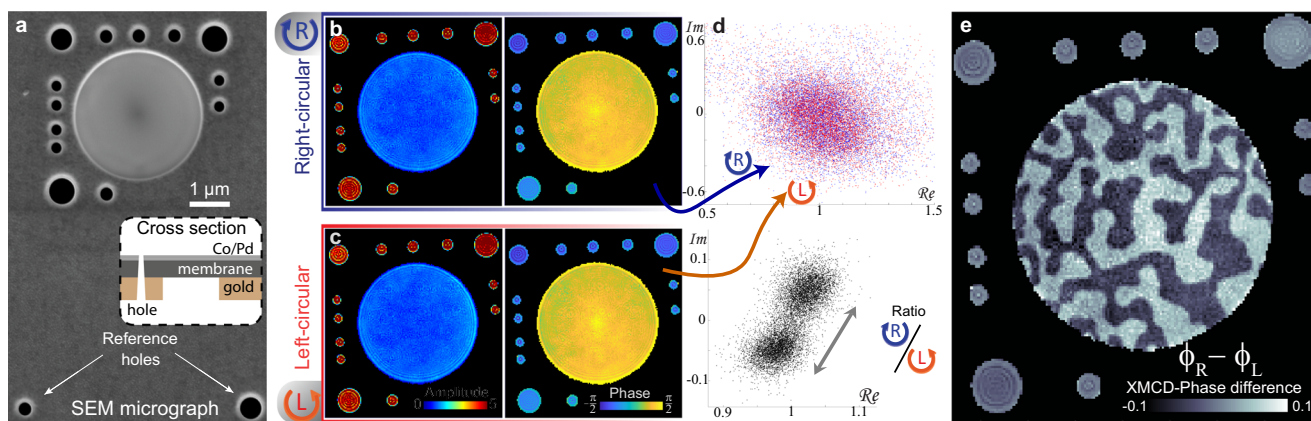 a
1 μm
Cross section
Co/Pd
membrane
gold
hole
Reference
holes
SEM micrograph
R
Right-circular
b
Left-circular
L
c
Amplitude
0
5
Phase
-π/2
π/2
d
Im
0.6
0
-0.6
0.5
1
1.5
Re
R
L
Im
0.1
0
-0.1
0.9
1
1.1
Re
Ratio
R
L
e
ϕR − ϕL
XMCD-Phase difference
-0.1
0.1